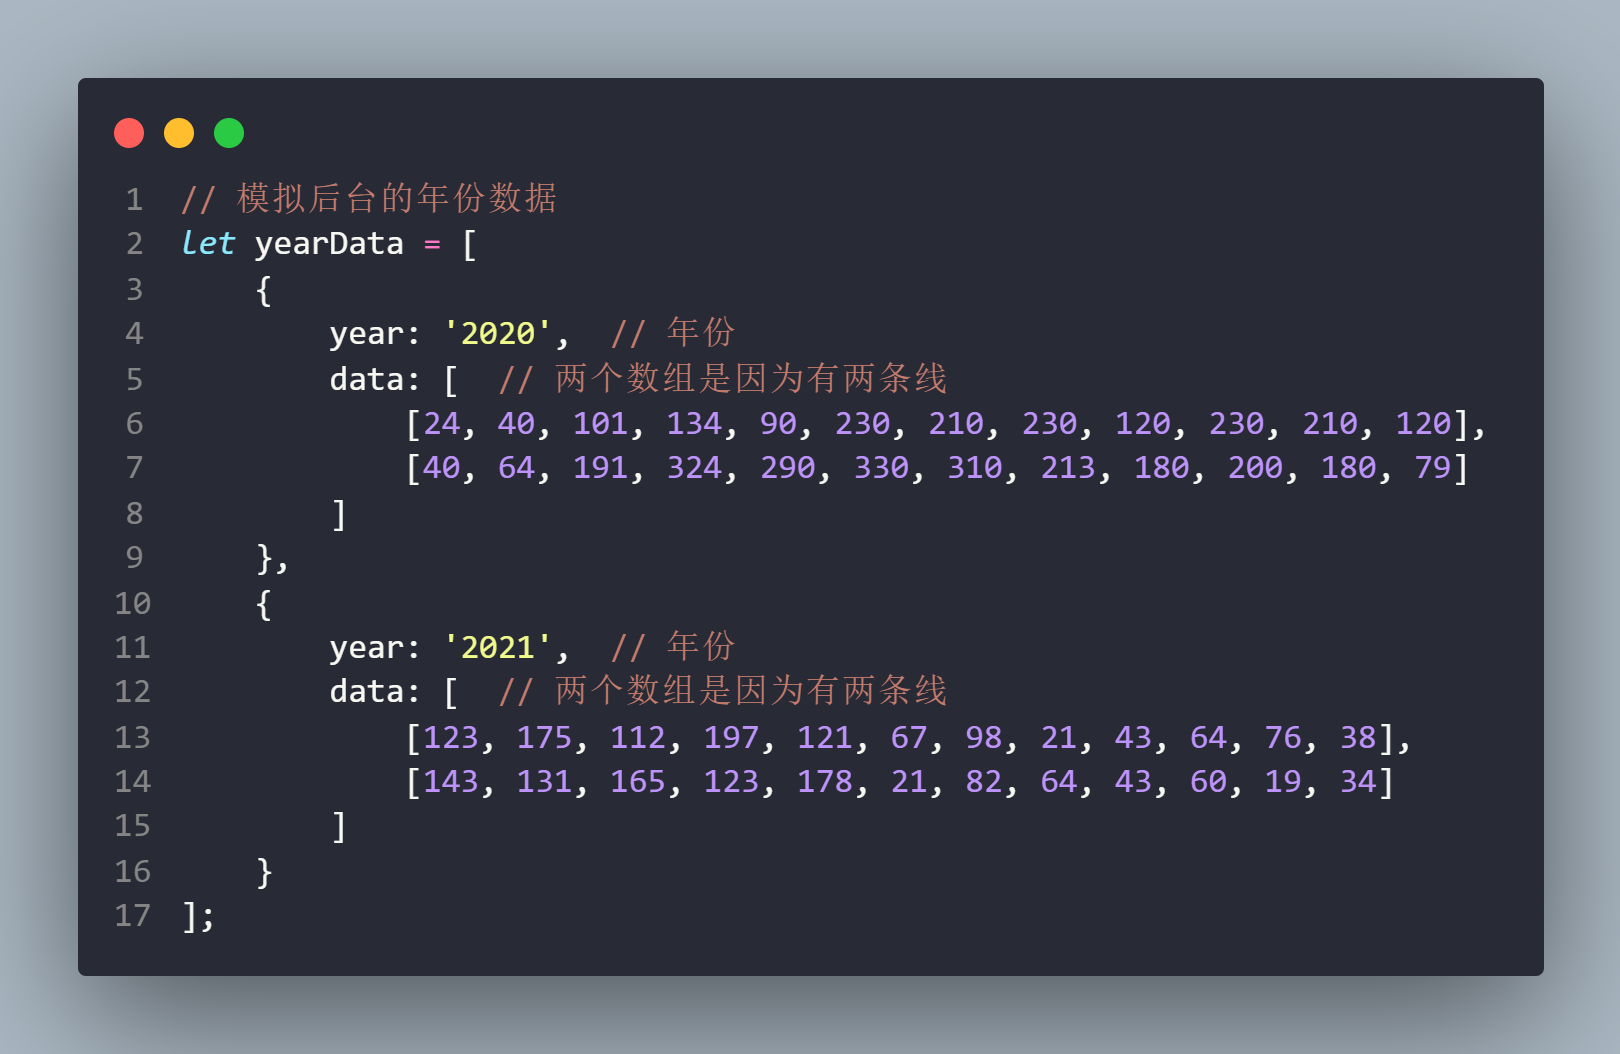 1 // 模拟后台的年份数据
2 let yearData = [
3     {
4         year: '2020',  // 年份
5         data: [  // 两个数组是因为有两条线
6             [24, 40, 101, 134, 90, 230, 210, 230, 120, 230, 210, 120],
7             [40, 64, 191, 324, 290, 330, 310, 213, 180, 200, 180, 79]
8         ]
9     },
10     {
11         year: '2021',  // 年份
12         data: [  // 两个数组是因为有两条线
13             [123, 175, 112, 197, 121, 67, 98, 21, 43, 64, 76, 38],
14             [143, 131, 165, 123, 178, 21, 82, 64, 43, 60, 19, 34]
15         ]
16     }
17 ];